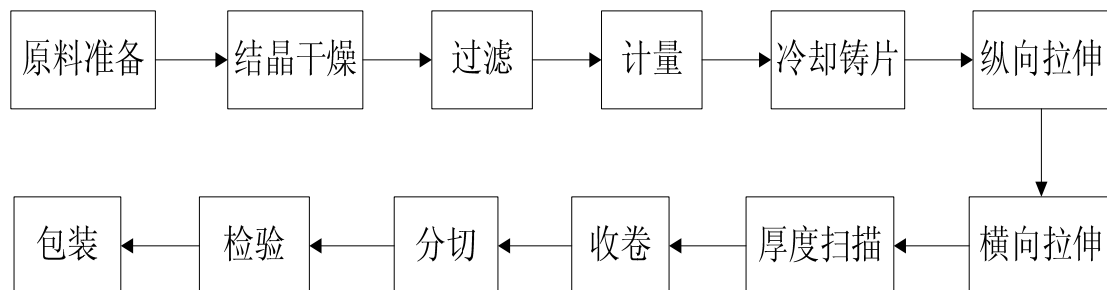 原料准备
结晶干燥
过滤
计量
冷却铸片
纵向拉伸
横向拉伸
厚度扫描
收卷
分切
检验
包装